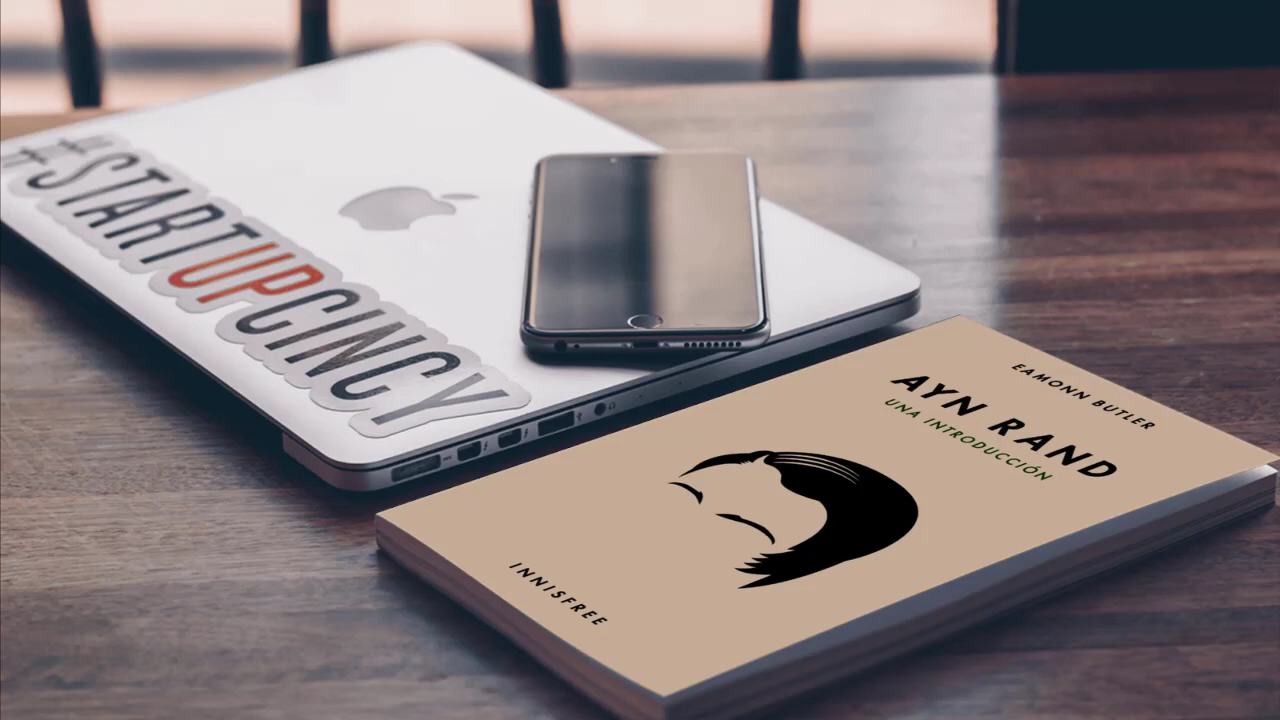 #STARTUPCINCY
EAMONN BUTLER
AYN RAND
UNA INTRODUCCIÓN
INNISFREE